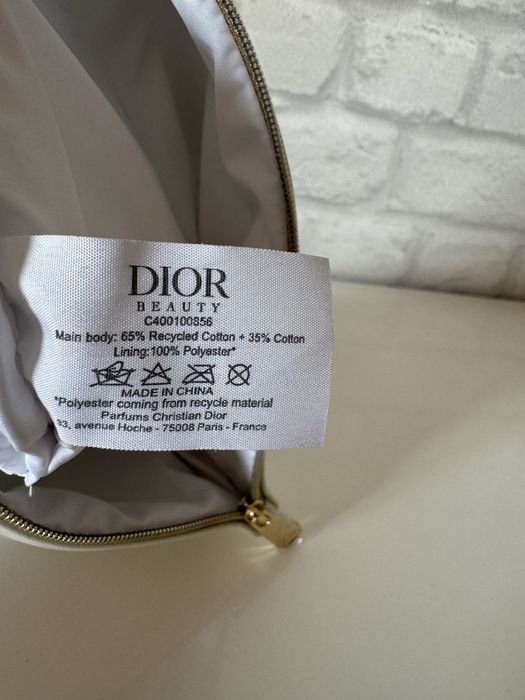 DIOR
BEAUTY
C400100856
Main body: 65% Recycled Cotton + 35% Cotton
Lining:100% Polyester*
MADE IN CHINA
*Polyester coming from recycle material
Parfums Christian Dior
33, avenue Hoche - 75008 Paris - France